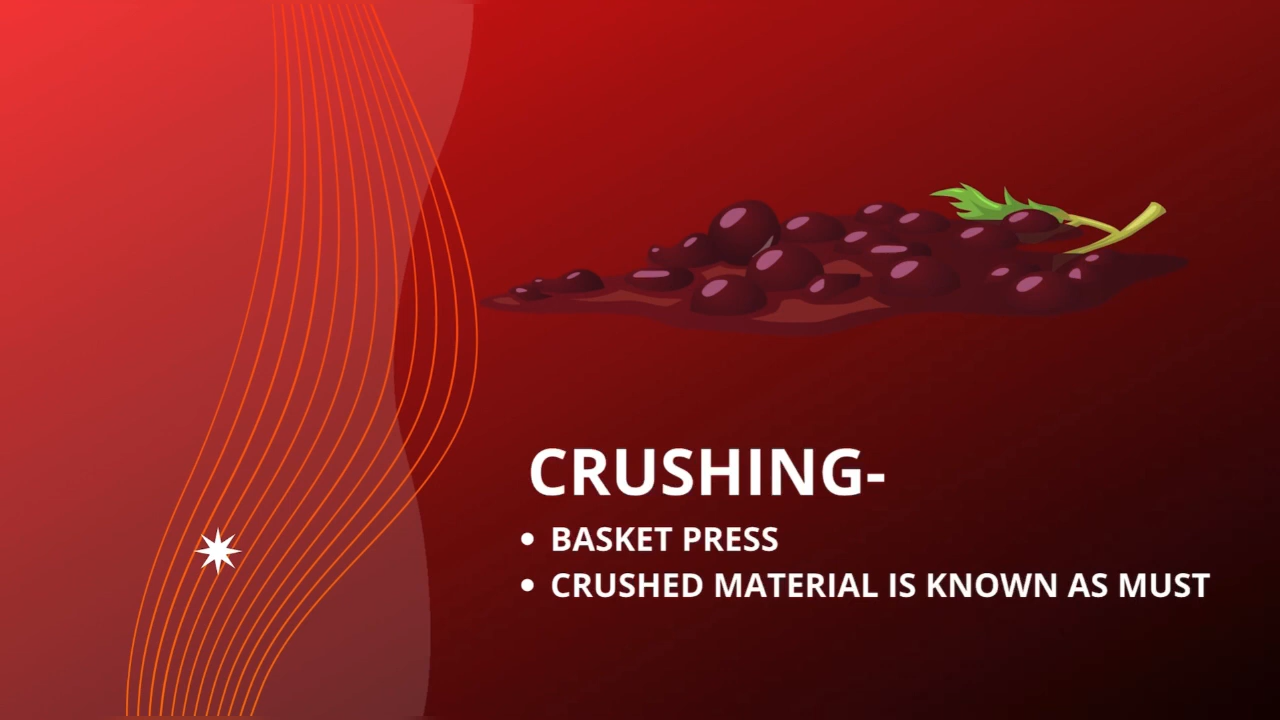 CRUSHING-
• BASKET PRESS
• CRUSHED MATERIAL IS KNOWN AS MUST